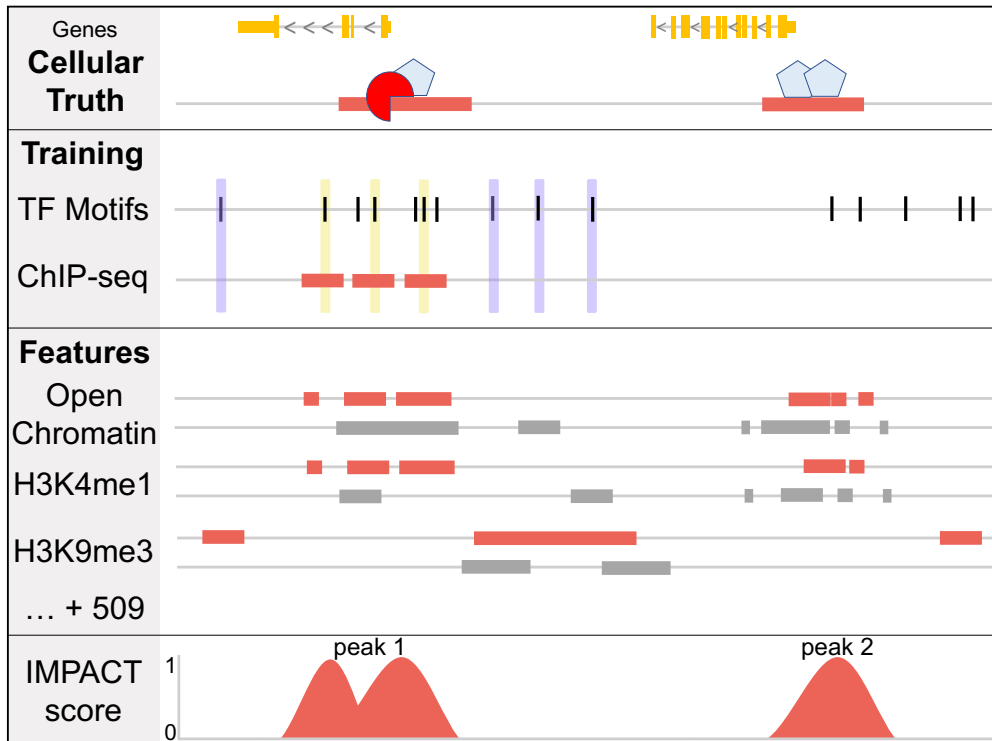 Genes
Cellular
Truth
Training
TF Motifs
ChIP-seq
Features
Open
Chromatin
H3K4me1
H3K9me3
… + 509
IMPACT
score
1
0
peak 1
peak 2